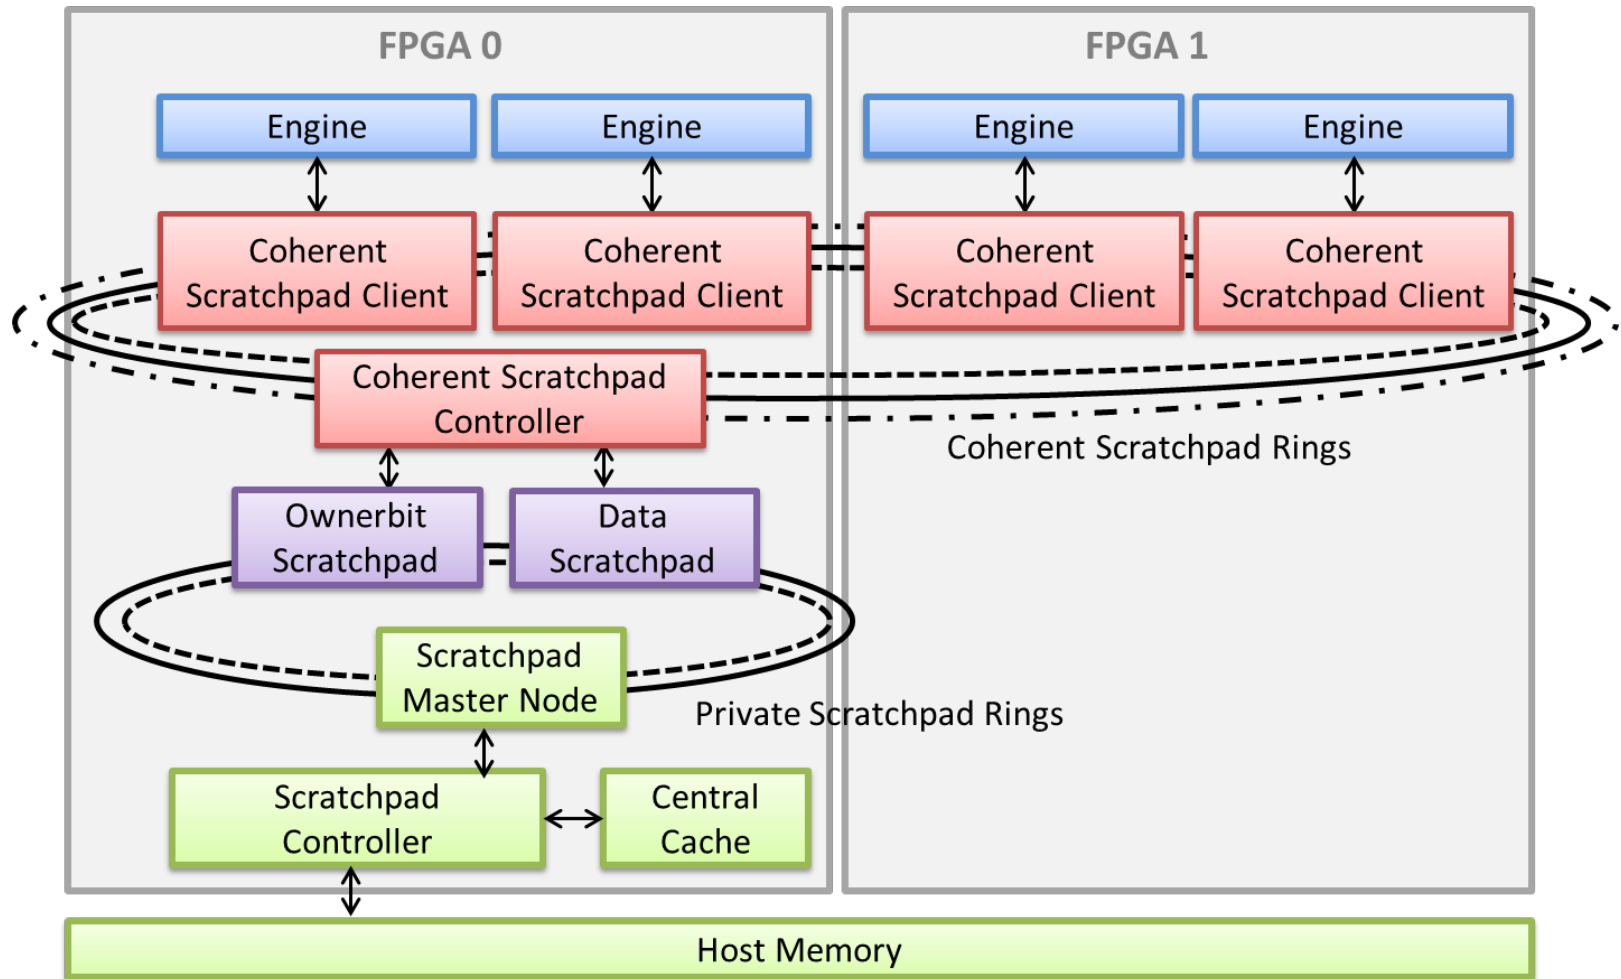 FPGA 0
FPGA 1
Engine
Engine
Engine
Engine
Coherent
Scratchpad Client
Coherent
Scratchpad Client
Coherent
Scratchpad Client
Coherent
Scratchpad Client
Coherent Scratchpad
Controller
Coherent Scratchpad Rings
Ownerbit
Scratchpad
Data
Scratchpad
Scratchpad
Master Node
Private Scratchpad Rings
Scratchpad
Controller
Central
Cache
Host Memory